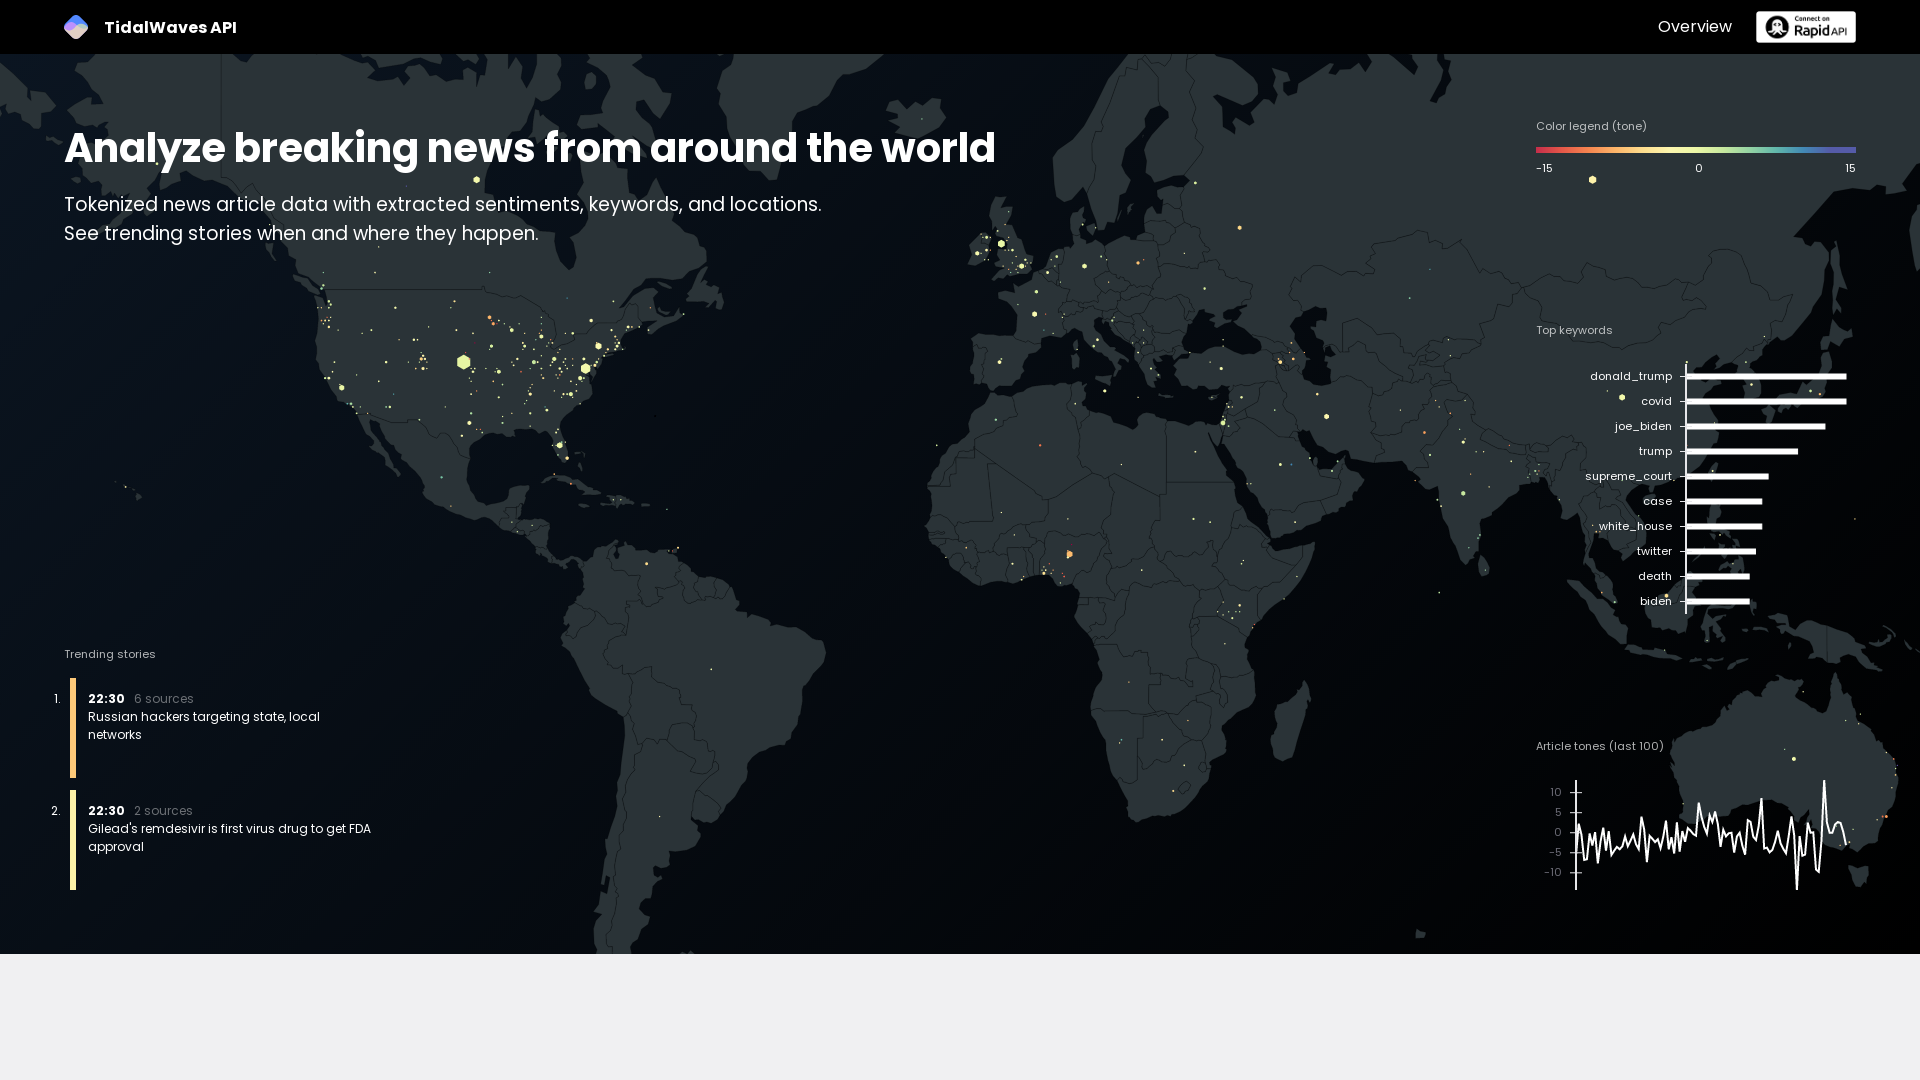 TidalWaves API
Overview
Connect on
RapidAPI
Analyze breaking news from around the world
Tokenized news article data with extracted sentiments, keywords, and locations.
See trending stories when and where they happen.
Color legend (tone)
-15 0 15
Top keywords
donald_trump
covid
joe_biden
trump
supreme_court
case
white_house
twitter
death
biden
Trending stories
1. 22:30 6 sources
Russian hackers targeting state, local
networks
2. 22:30 2 sources
Gilead's remdesivir is first virus drug to get FDA
approval
Article tones (last 100)
10
5
0
−5
−10